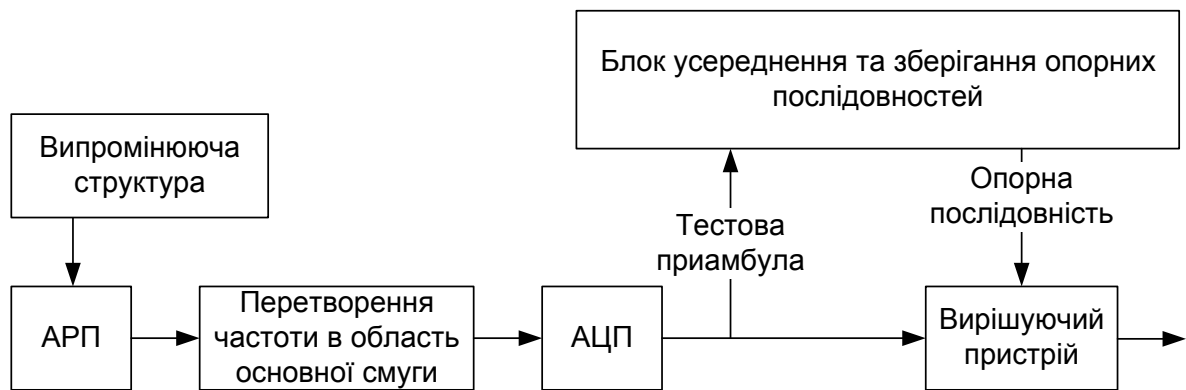 Блок усереднення та зберігання опорних
послідовностей
Випромінююча
структура
Тестова
приамбула
Опорна
послідовність
АРП
Перетворення
частоти в область
основної смуги
АЦП
Вирішуючий
пристрій